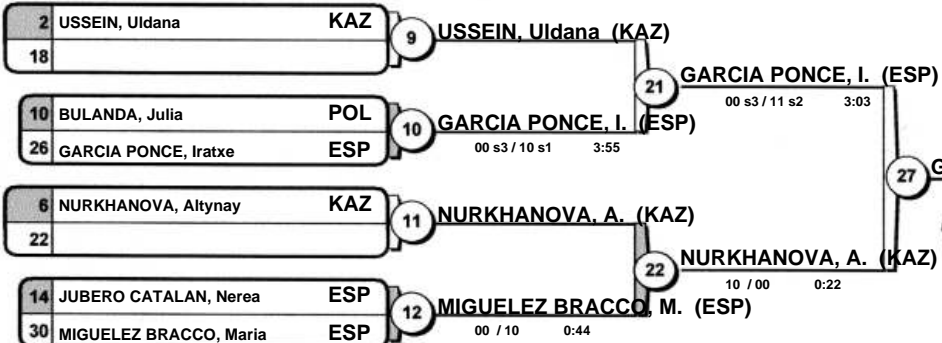 2 USSEIN, Uldana KAZ
18
9 USSEIN, Uldana (KAZ)
10 BULANDA, Julia POL
26 GARCIA PONCE, Iratxe ESP
10 GARCIA PONCE, I. (ESP)
00 s3 / 10 s1 3:55
21 GARCIA PONCE, I. (ESP)
00 s3 / 11 s2 3:03
6 NURKHANOVA, Altynay KAZ
22
11 NURKHANOVA, A. (KAZ)
14 JUBERO CATALAN, Nerea ESP
30 MIGUELEZ BRACCO, Maria ESP
12 MIGUELEZ BRACCO, M. (ESP)
00 / 10 0:44
22 NURKHANOVA, A. (KAZ)
10 / 00 0:22
27 G